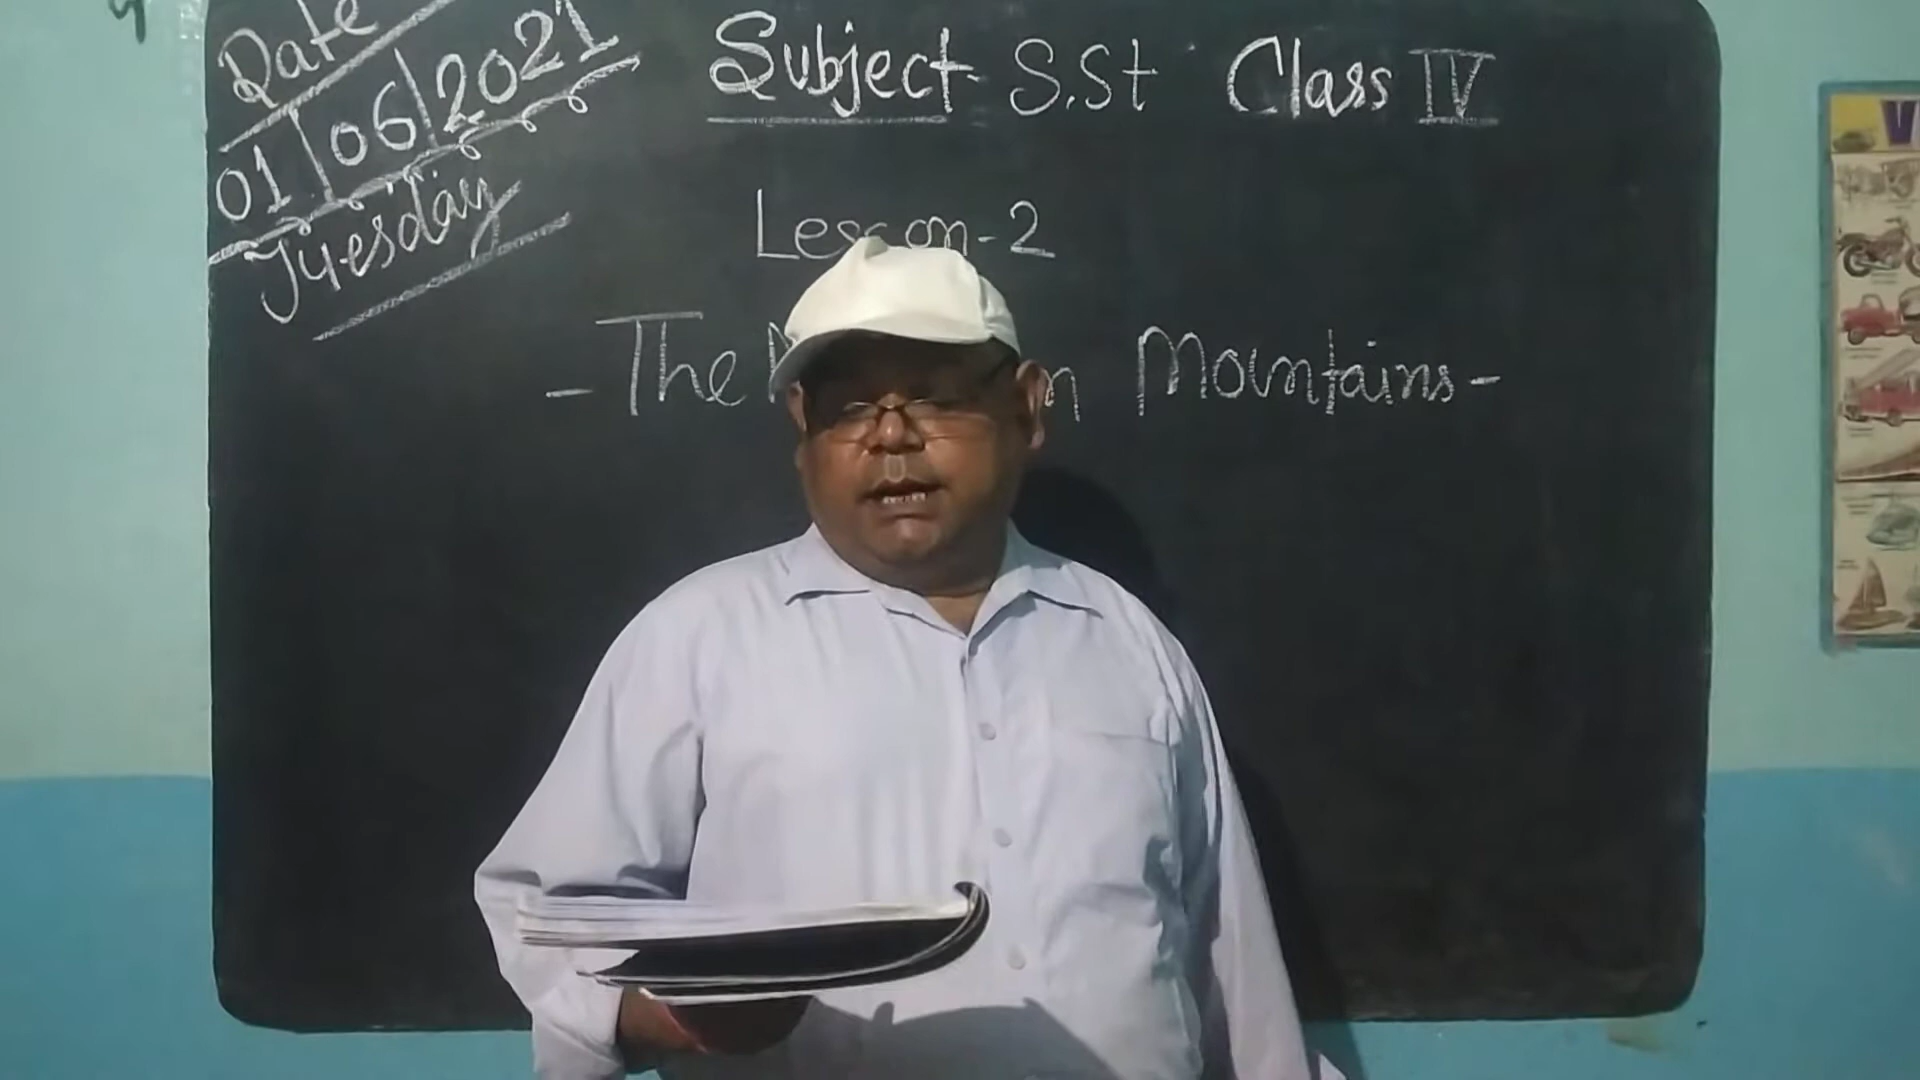 Date
01/06/2021
Tuesday
Subject S.St Class IV
Lesson-2
- The Mountains -